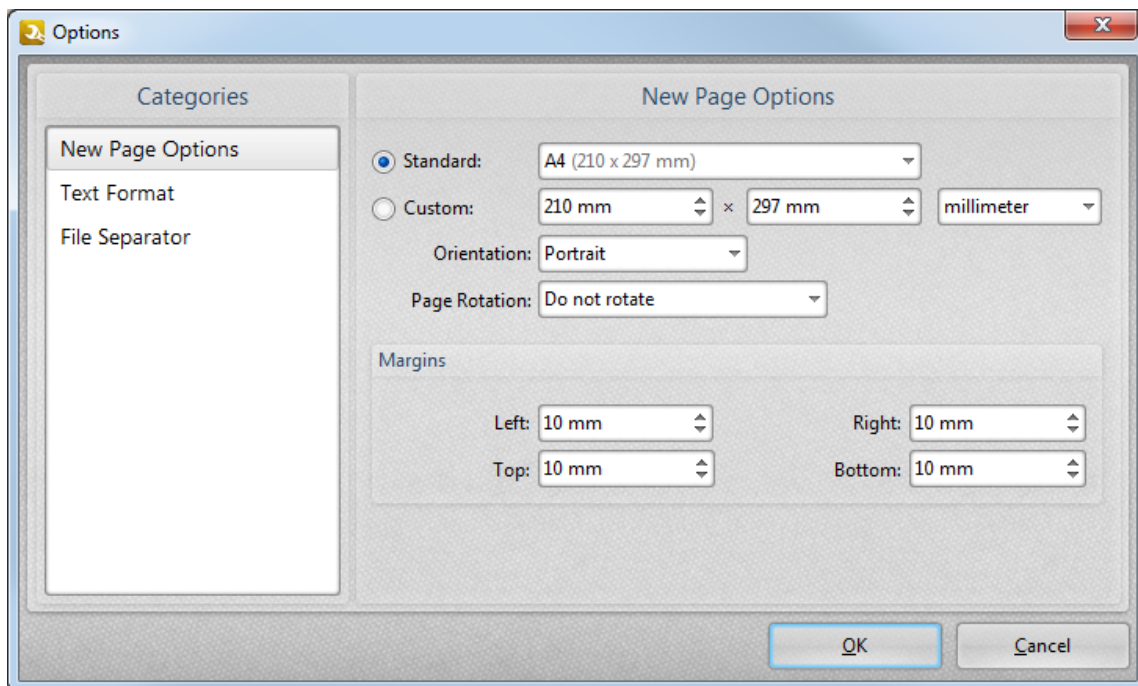 Options
Categories
New Page Options
Text Format
File Separator
New Page Options
Standard: A4 (210 x 297 mm)
Custom: 210 mm × 297 mm millimeter
Orientation: Portrait
Page Rotation: Do not rotate
Margins
Left: 10 mm Right: 10 mm
Top: 10 mm Bottom: 10 mm
OK Cancel